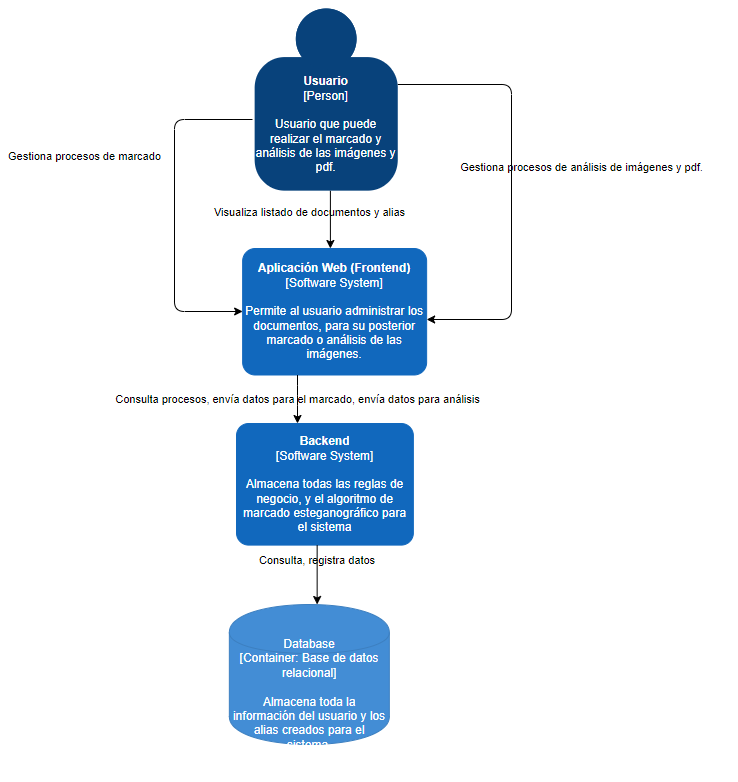 Usuario
[Person]
Usuario que puede
realizar el marcado y
análisis de las imágenes y
pdf.
Gestiona procesos de marcado
Gestiona procesos de análisis de imágenes y pdf.
Visualiza listado de documentos y alias
Aplicación Web (Frontend)
[Software System]
Permite al usuario administrar los
documentos, para su posterior
marcado o análisis de las
imágenes.
Consulta procesos, envía datos para el marcado, envía datos para análisis
Backend
[Software System]
Almacena todas las reglas de
negocio, y el algoritmo de
marcado esteganográfico para
el sistema
Consulta, registra datos
Database
[Container: Base de datos
relacional]
Almacena toda la
información del usuario y los
alias creados para el
sistema